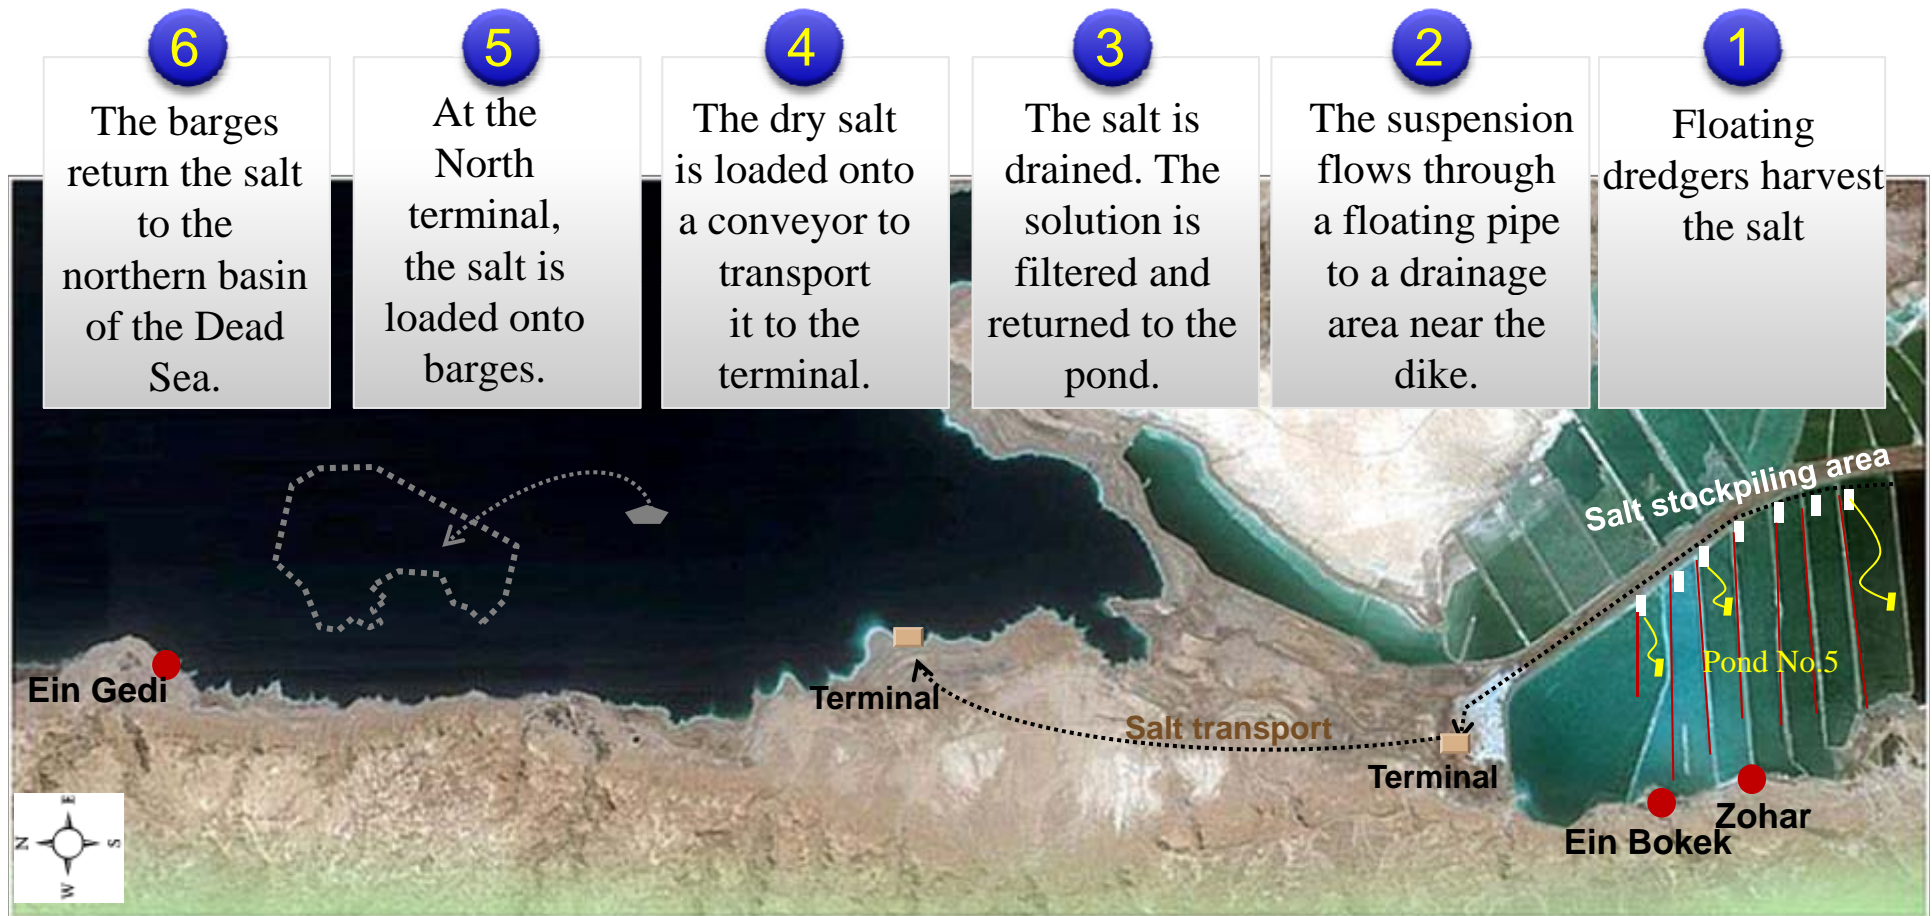 6
The barges
return the salt
to the
northern basin
of the Dead
Sea.
5
At the
North
terminal,
the salt is
loaded onto
barges.
4
The dry salt
is loaded onto
a conveyor to
transport
it to the
terminal.
3
The salt is
drained. The
solution is
filtered and
returned to the
pond.
2
The suspension
flows through
a floating pipe
to a drainage
area near the
dike.
1
Floating
dredgers harvest
the salt
Salt stockpiling area
Pond No.5
Ein Gedi
Terminal
Salt transport
Terminal
Zohar
Ein Bokek
E
N
S
W